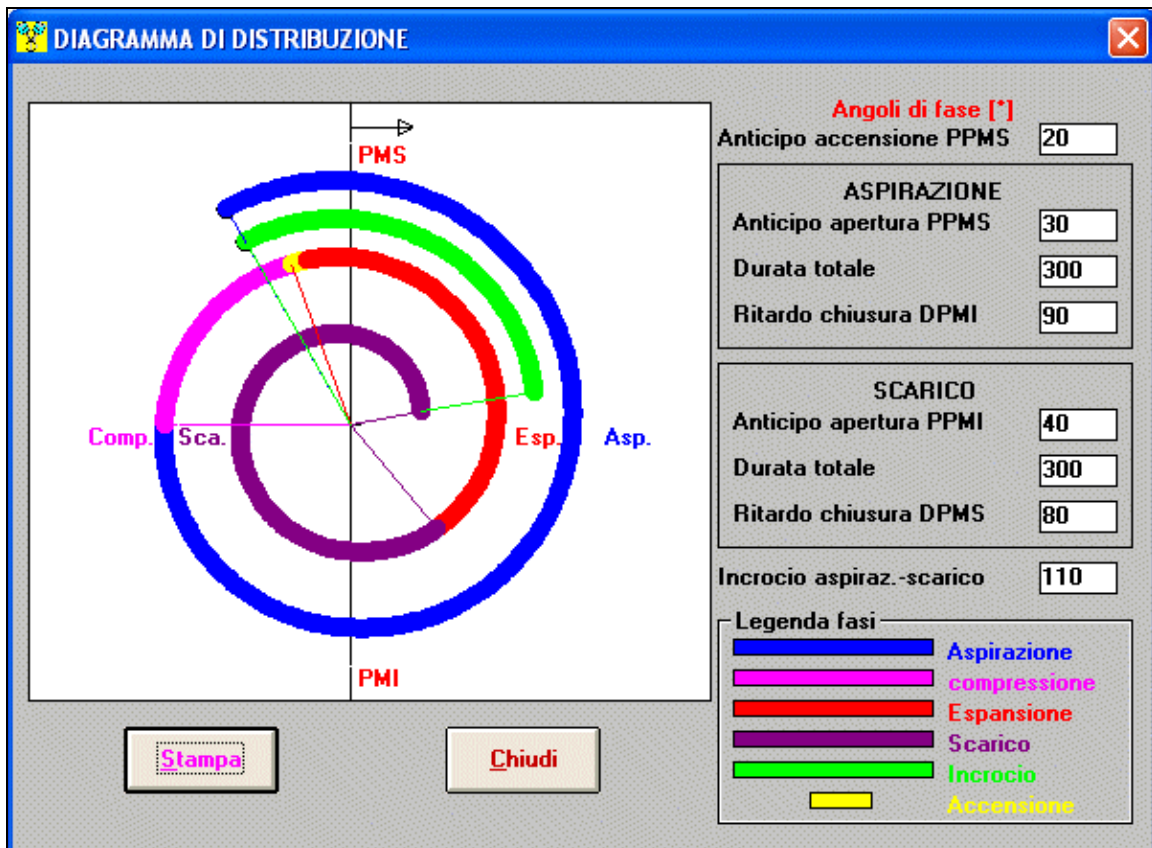 DIAGRAMMA DI DISTRIBUZIONE
PMS
Comp. Sca. Esp. Asp.
PMI
Stampa
Chiudi
Angoli di fase [°]
Anticipo accensione PPMS 20
ASPIRAZIONE
Anticipo apertura PPMS 30
Durata totale 300
Ritardo chiusura DPMI 90
SCARICO
Anticipo apertura PPMI 40
Durata totale 300
Ritardo chiusura DPMS 80
Incrocio aspiraz.-scarico 110
Legenda fasi
Aspirazione
compressione
Espansione
Scarico
Incrocio
Accensione